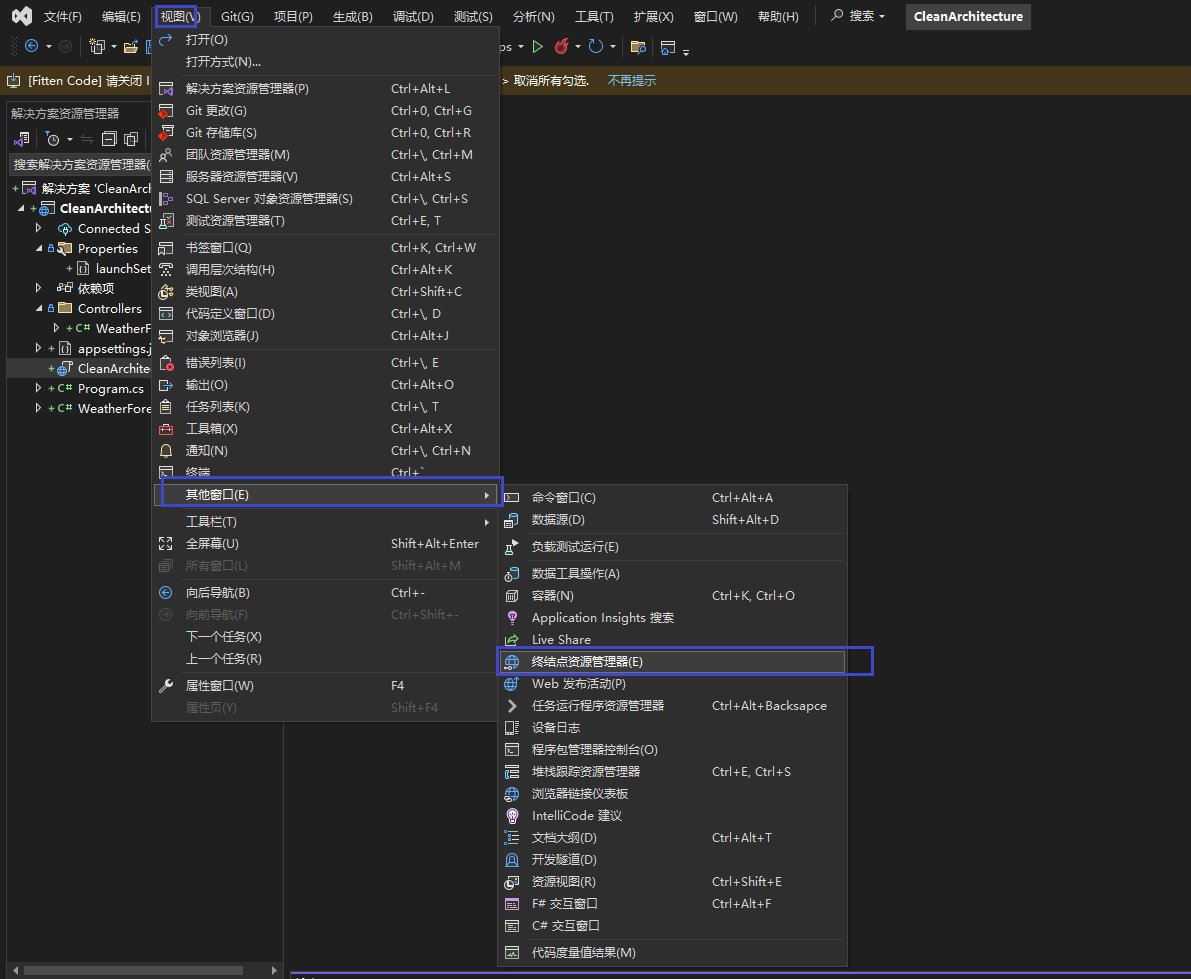 文件(F) 编辑(E) 视图(V) Git(G) 项目(P) 生成(B) 调试(D) 测试(S) 分析(N) 工具(T) 扩展(X) 窗口(W) 帮助(H) 搜索 CleanArchitecture
[Fitten Code] 请关闭 > 取消所有勾选. 不再提示
解决方案资源管理器
搜索解决方案资源管理器(
解决方案 'CleanArch
CleanArchitectu
Connected S
Properties
launchSet
依赖项
Controllers
C# WeatherF
appsettings.j
CleanArchite
C# Program.cs
C# WeatherFore
打开(O)
打开方式(N)...
解决方案资源管理器(P) Ctrl+Alt+L
Git 更改(G) Ctrl+0, Ctrl+G
Git 存储库(S) Ctrl+0, Ctrl+R
团队资源管理器(M) Ctrl+\, Ctrl+M
服务器资源管理器(V) Ctrl+Alt+S
SQL Server 对象资源管理器(S) Ctrl+\, Ctrl+S
测试资源管理器(T) Ctrl+E, T
书签窗口(Q) Ctrl+K, Ctrl+W
调用层次结构(H) Ctrl+Alt+K
类视图(A) Ctrl+Shift+C
代码定义窗口(D) Ctrl+\, D
对象浏览器(J) Ctrl+Alt+J
错误列表(I) Ctrl+\, E
输出(O) Ctrl+Alt+O
任务列表(K) Ctrl+\, T
工具箱(X) Ctrl+Alt+X
通知(N) Ctrl+\, Ctrl+N
终端 Ctrl+`
其他窗口(E)
工具栏(T)
全屏幕(U) Shift+Alt+Enter
所有窗口(L) Shift+Alt+M
向后导航(B) Ctrl+-
向前导航(F) Ctrl+Shift+-
下一个任务(X)
上一个任务(R)
属性窗口(W) F4
属性页(Y) Shift+F4
命令窗口(C) Ctrl+Alt+A
数据源(D) Shift+Alt+D
负载测试运行(E)
数据工具操作(A)
容器(N) Ctrl+K, Ctrl+O
Application Insights 搜索
Live Share
终结点资源管理器(E)
Web 发布活动(P)
任务运行程序资源管理器 Ctrl+Alt+Backsapce
设备日志
程序包管理器控制台(O)
堆栈跟踪资源管理器 Ctrl+E, Ctrl+S
浏览器链接仪表板
IntelliCode 建议
文档大纲(D) Ctrl+Alt+T
开发隧道(D)
资源视图(R) Ctrl+Shift+E
F# 交互窗口 Ctrl+Alt+F
C# 交互窗口
代码度量值结果(M)